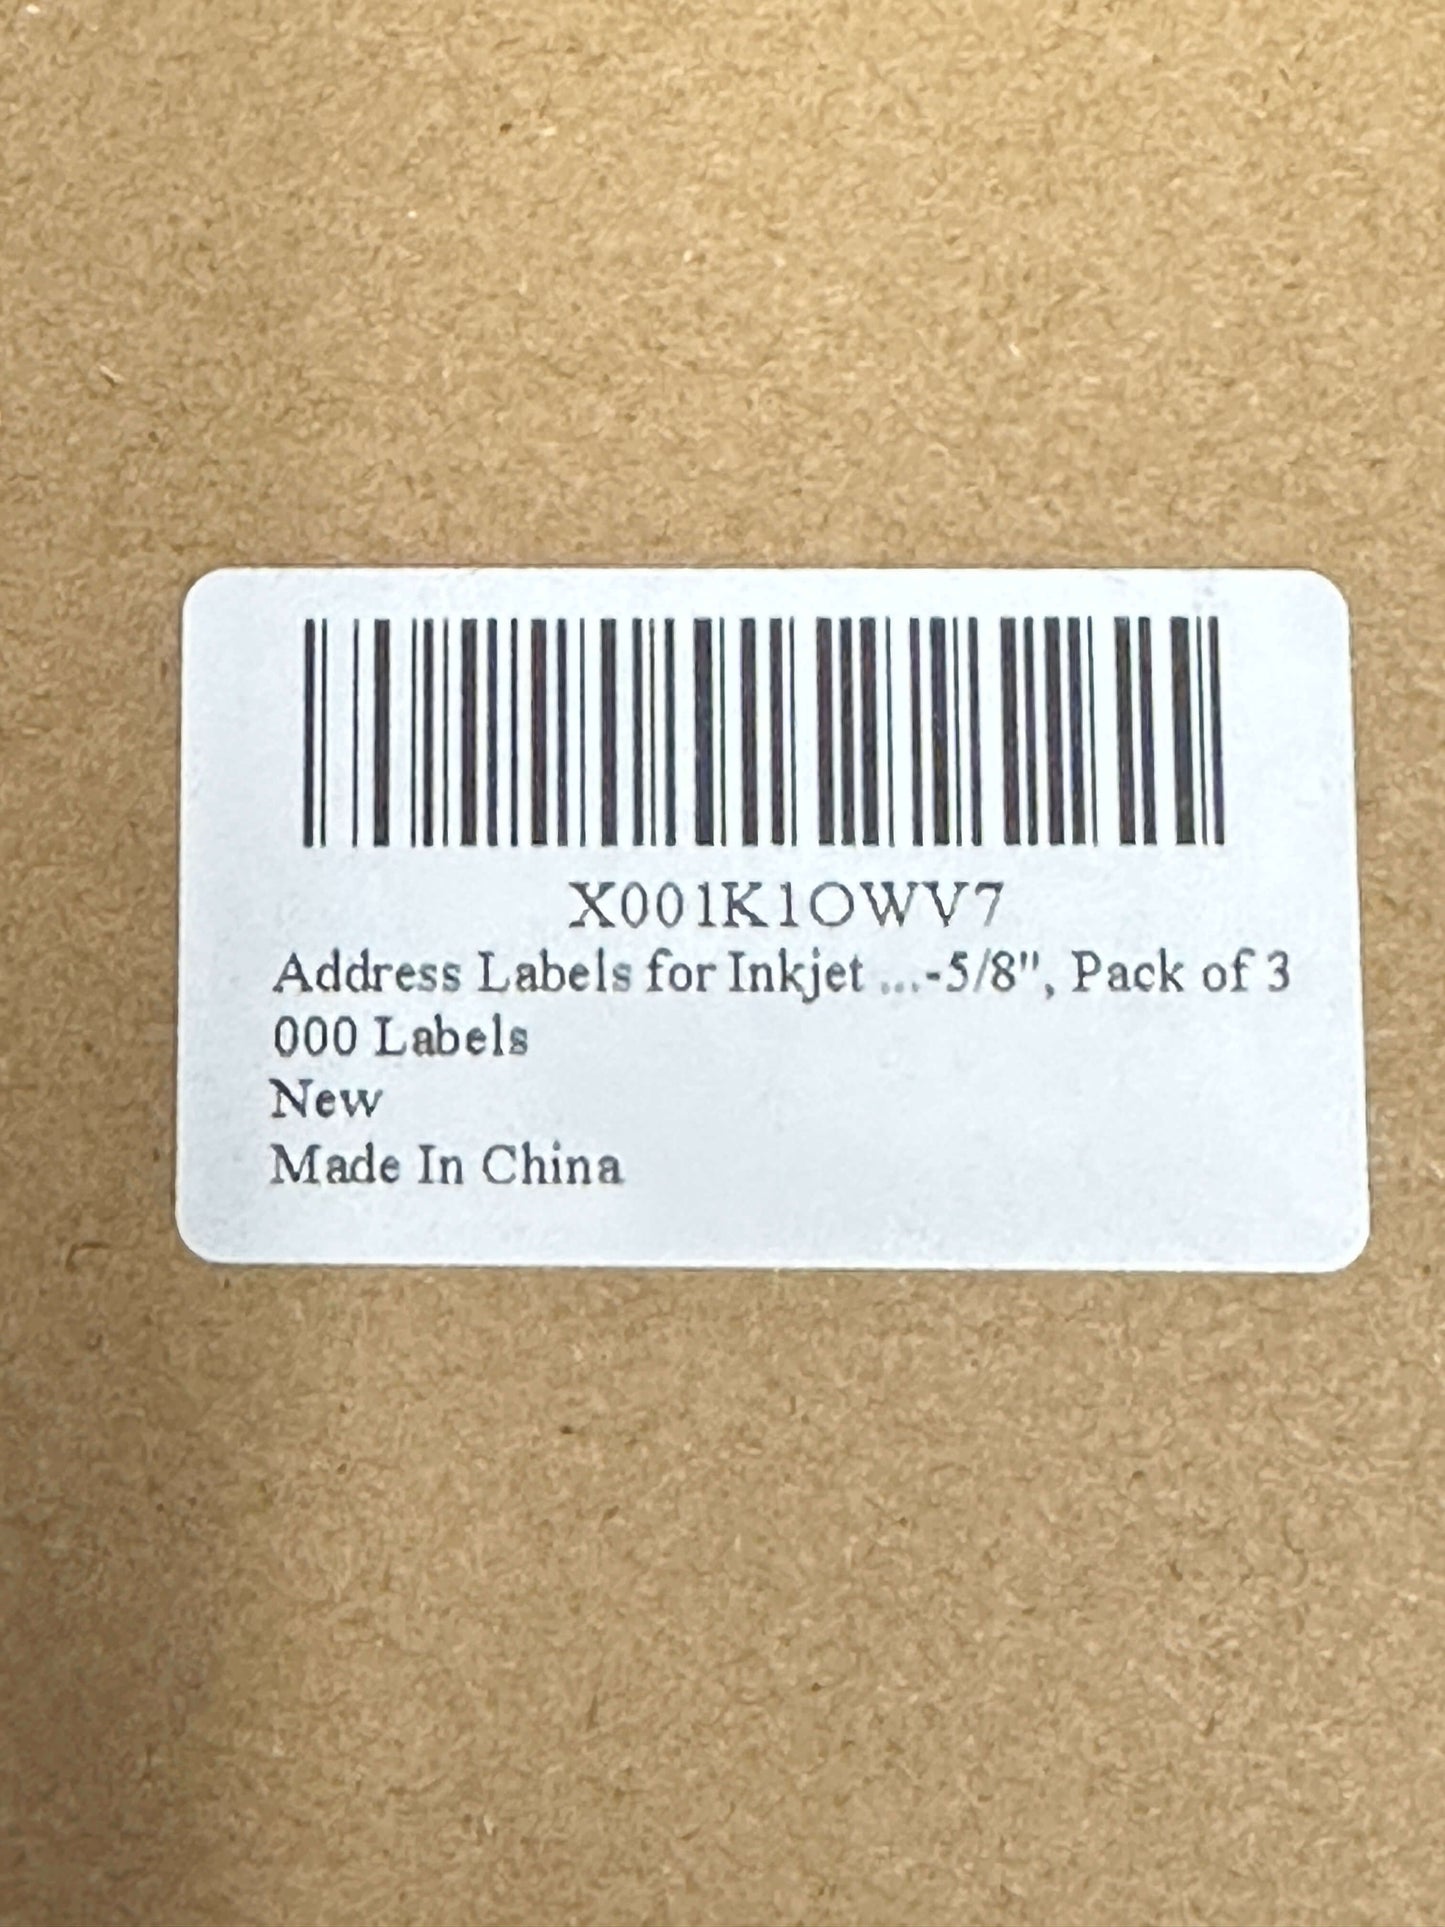 X001K1OWV7
Address Labels for Inkjet ...-5/8", Pack of 3
000 Labels
New
Made In China